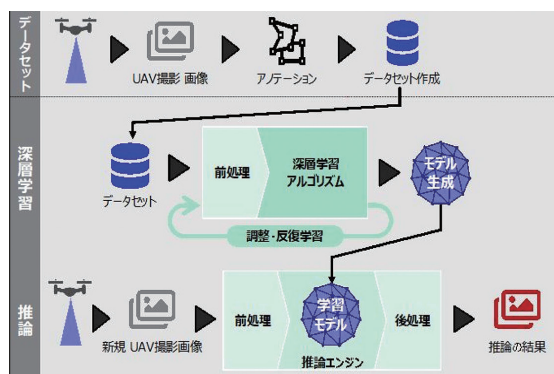 データセット
UAV撮影 画像
アノテーション
データセット作成
深層学習
データセット
前処理
深層学習
アルゴリズム
モデル
生成
調整・反復学習
推論
新規 UAV撮影画像
前処理
学習
モデル
推論エンジン
後処理
推論の結果